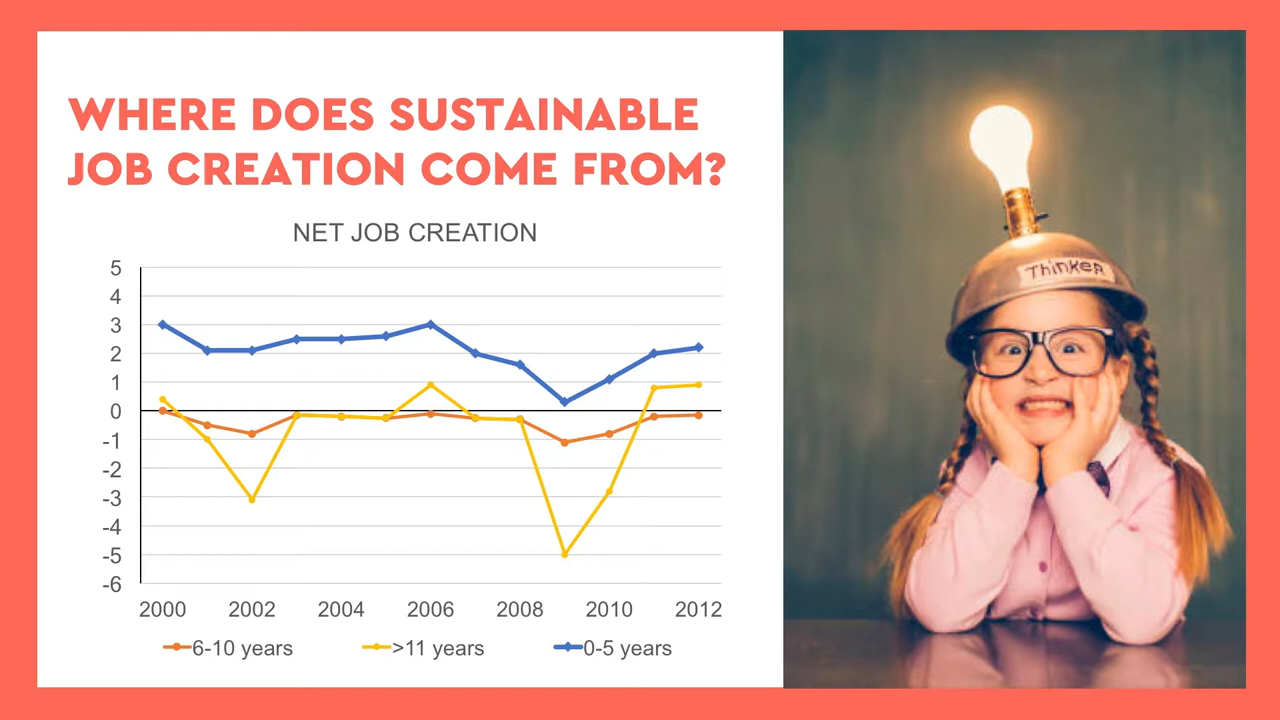 WHERE DOES SUSTAINABLE
JOB CREATION COME FROM?
NET JOB CREATION
5
4
3
2
1
0
-1
-2
-3
-4
-5
-6
2000 2002 2004 2006 2008 2010 2012
6-10 years >11 years 0-5 years
Thinker